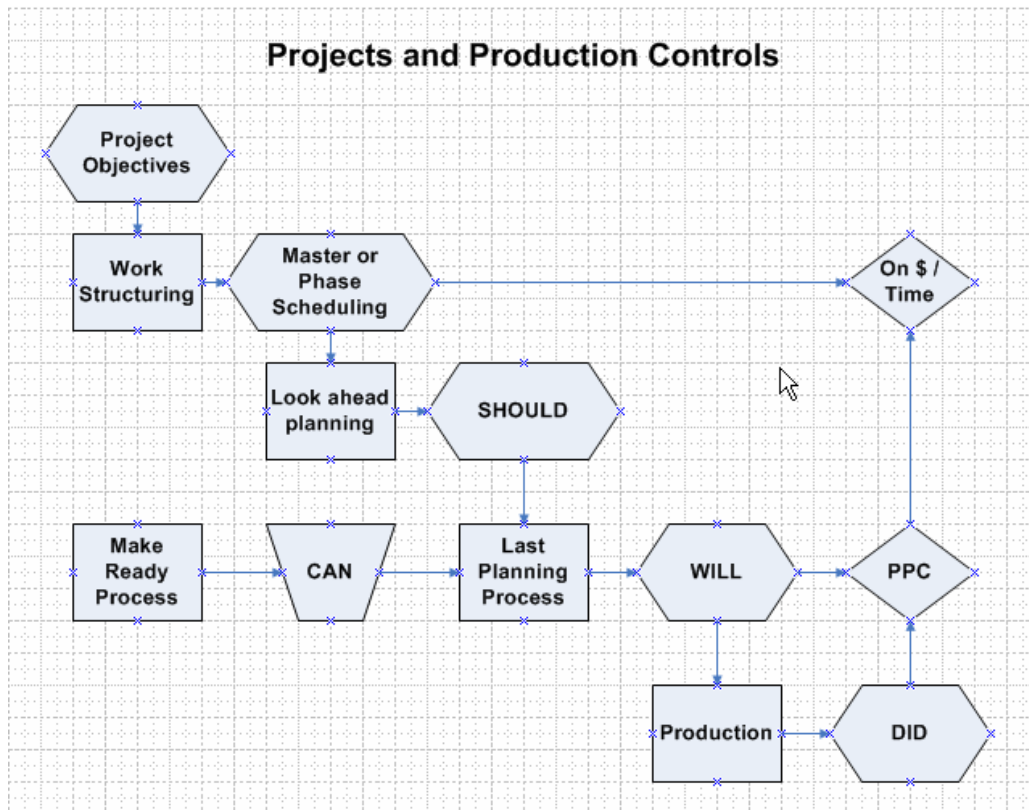 Projects and Production Controls
Project
Objectives
Work
Structuring
Master or
Phase
Scheduling
On $ /
Time
Look ahead
planning
SHOULD
Make
Ready
Process
CAN
Last
Planning
Process
WILL
PPC
Production
DID